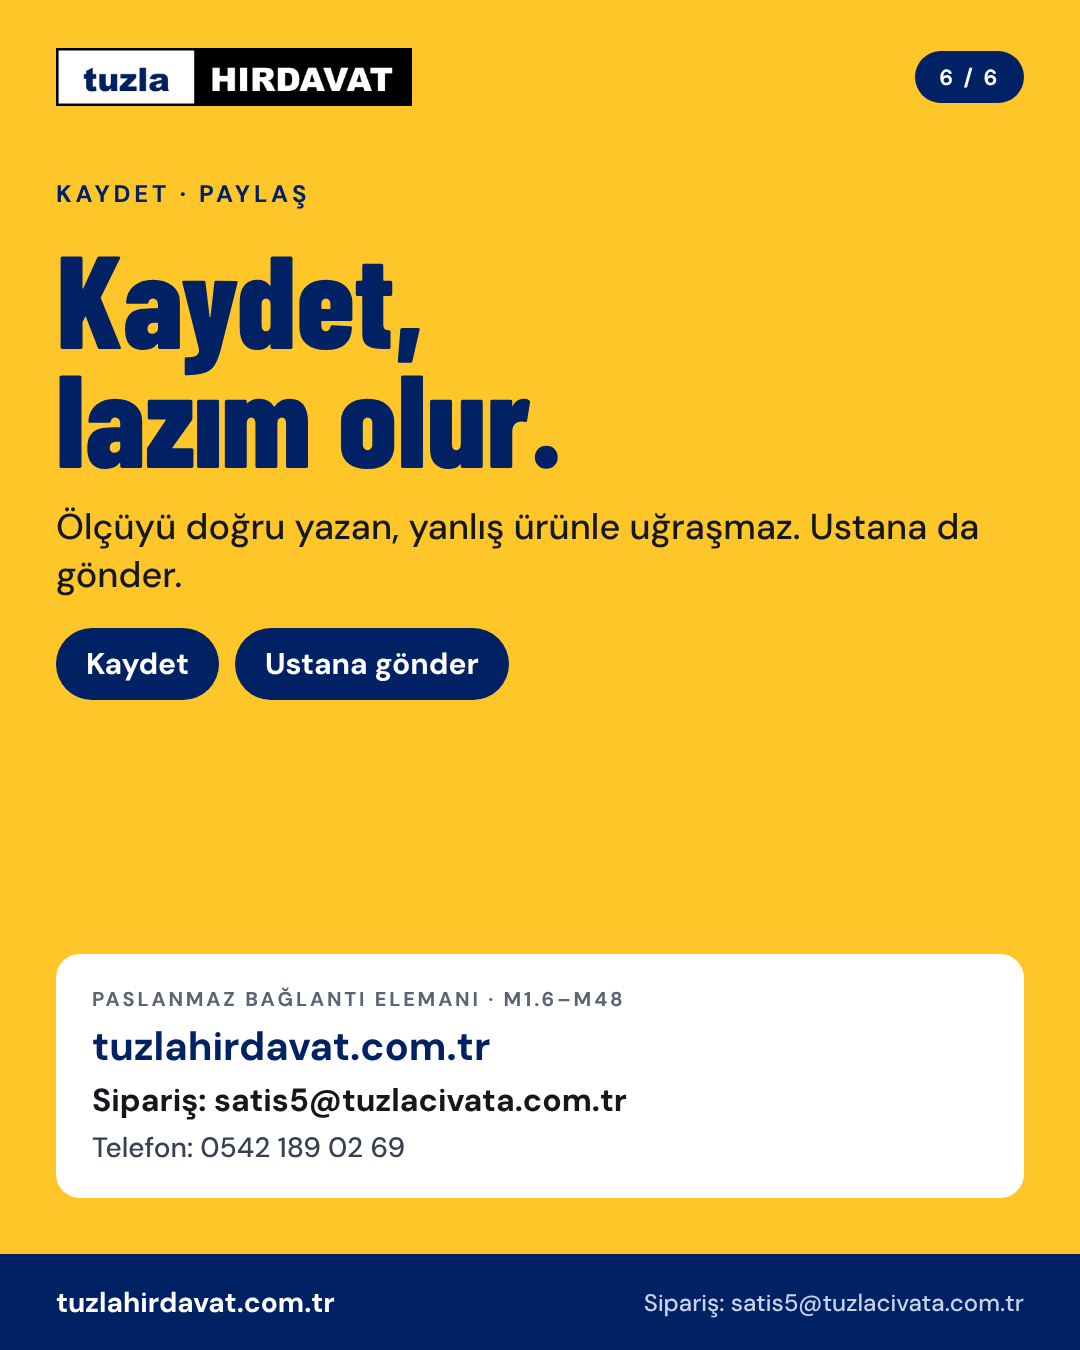 tuzla HIRDAVAT
6 / 6
KAYDET · PAYLAŞ
Kaydet,
lazım olur.
Ölçüyü doğru yazan, yanlış ürünle uğraşmaz. Ustana da
gönder.
Kaydet
Ustana gönder
PASLANMAZ BAĞLANTI ELEMANI · M1.6–M48
tuzlahirdavat.com.tr
Sipariş: satis5@tuzlacivata.com.tr
Telefon: 0542 189 02 69
tuzlahirdavat.com.tr
Sipariş: satis5@tuzlacivata.com.tr